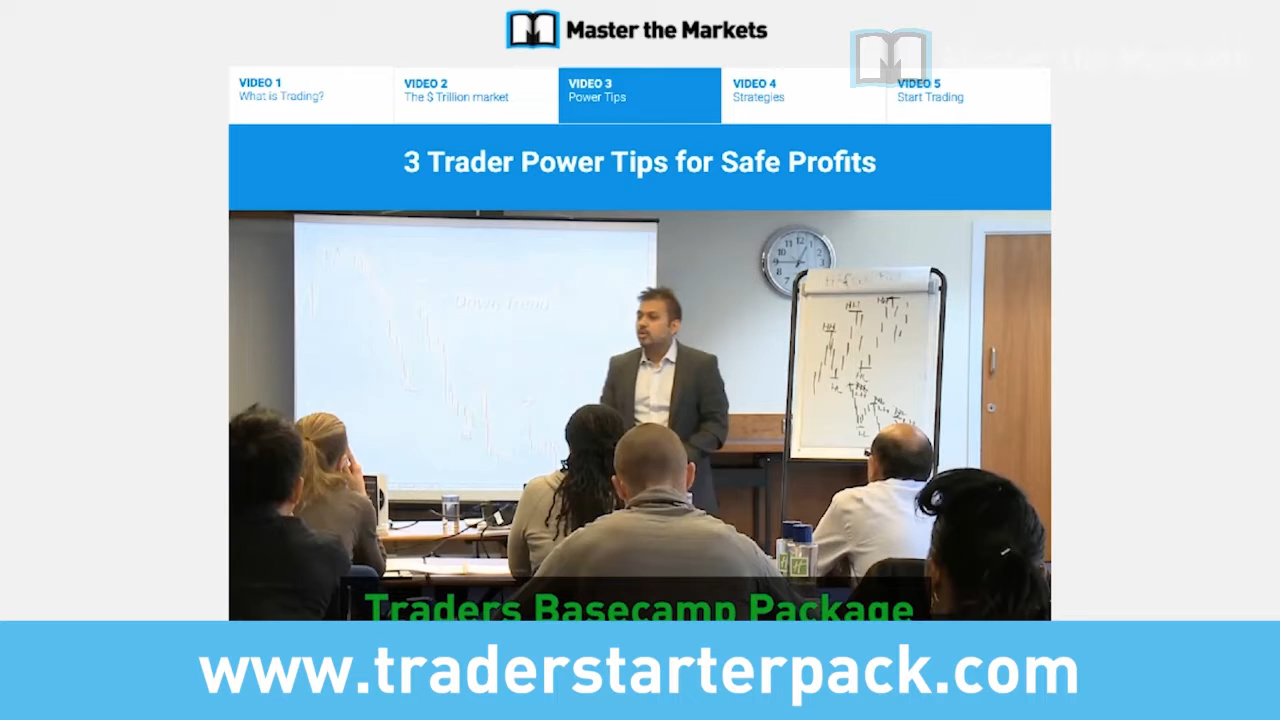 Master the Markets
VIDEO 1
What is Trading?
VIDEO 2
The $ Trillion market
VIDEO 3
Power Tips
VIDEO 4
Strategies
VIDEO 5
Start Trading
3 Trader Power Tips for Safe Profits
Down Trend
Traders Basecamp Package
www.traderstarterpack.com